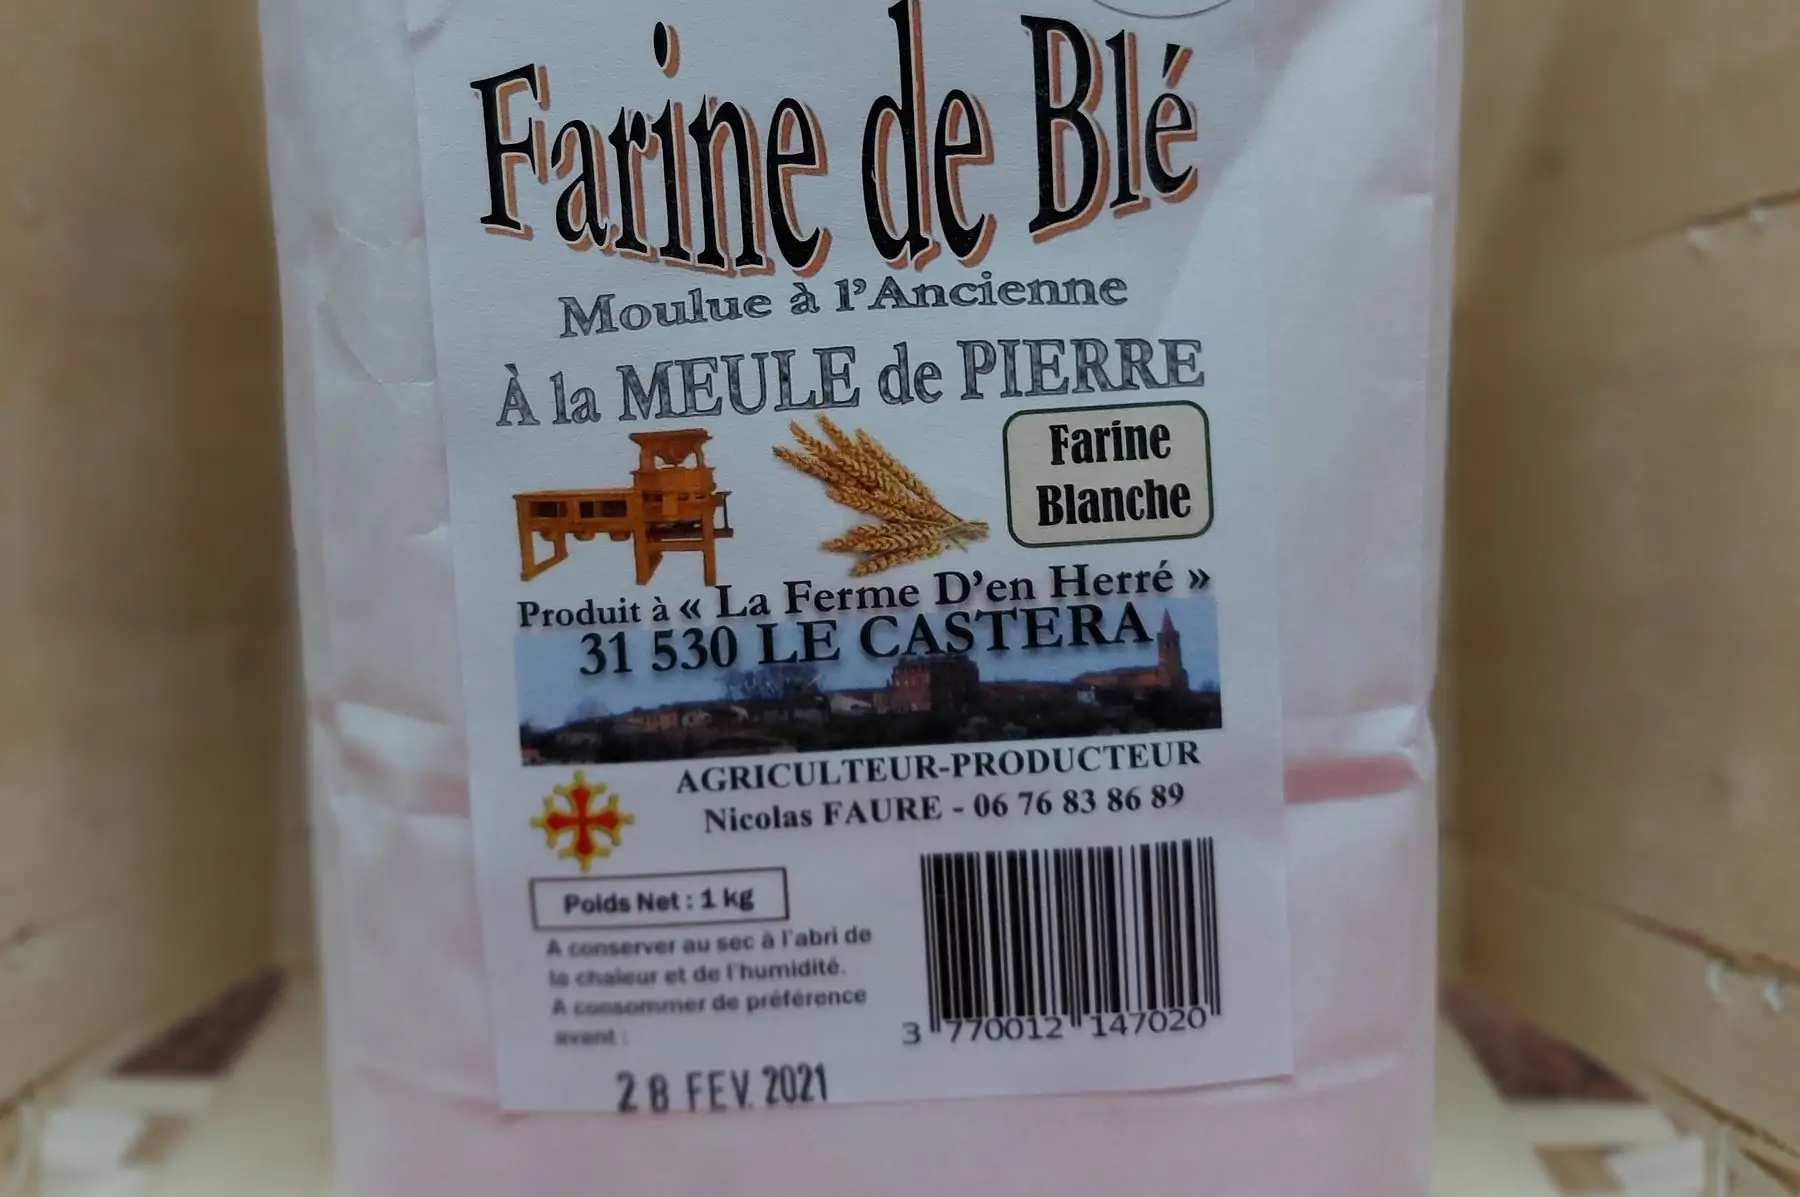 Farine de Blé
Moulue à l'Ancienne
À la MEULE de PIERRE
Farine
Blanche
Produit à « La Ferme D'en Herré »
31 530 LE CASTERA
AGRICULTEUR-PRODUCTEUR
Nicolas FAURE - 06 76 83 86 89
Poids Net : 1 kg
A conserver au sec à l'abri de
la chaleur et de l'humidité.
A consommer de préférence
avant :
28 FEV. 2021
3 770012 147020